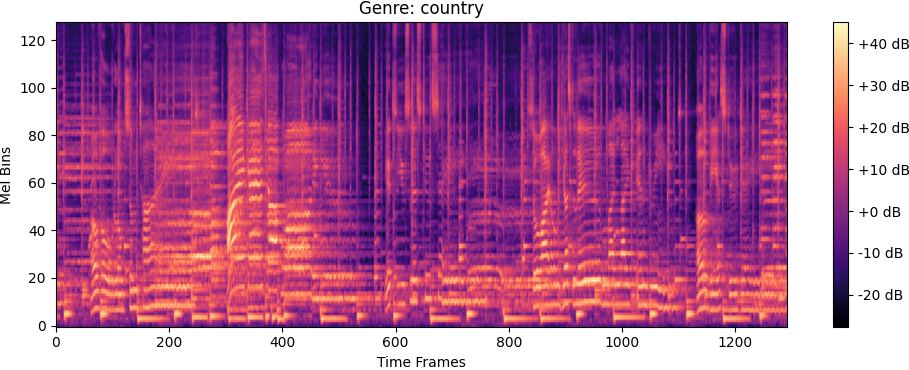 Genre: country
120
100
80
60
40
20
0
Mel Bins
0 200 400 600 800 1000 1200
Time Frames
+40 dB
+30 dB
+20 dB
+10 dB
+0 dB
-10 dB
-20 dB